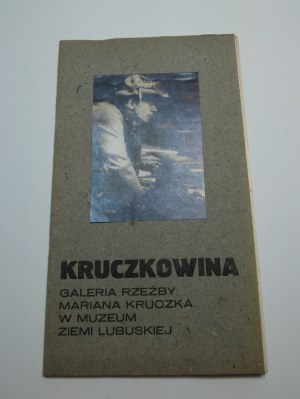 KRUCZKOWINA
GALERIA RZEŹBY
MARIANA KRUCZKA
W MUZEUM
ZIEMI LUBUSKIEJ